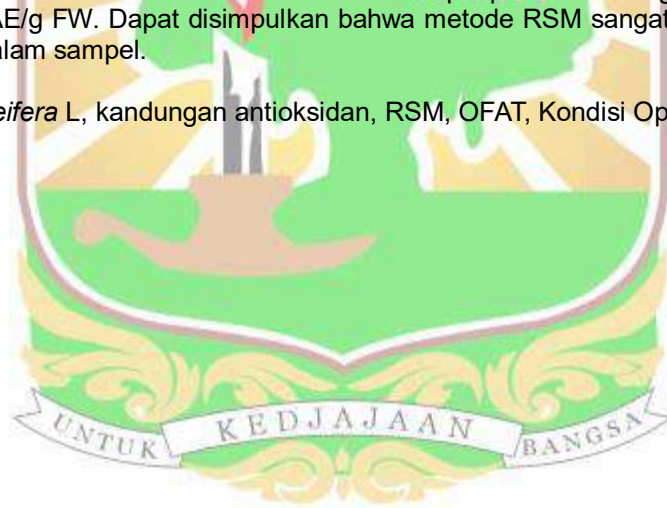 AE/g FW. Dapat disimpulkan bahwa metode RSM sangat
alam sampel.
eifera L, kandungan antioksidan, RSM, OFAT, Kondisi Op
UNTUK KEDJAJAAN BANGSA